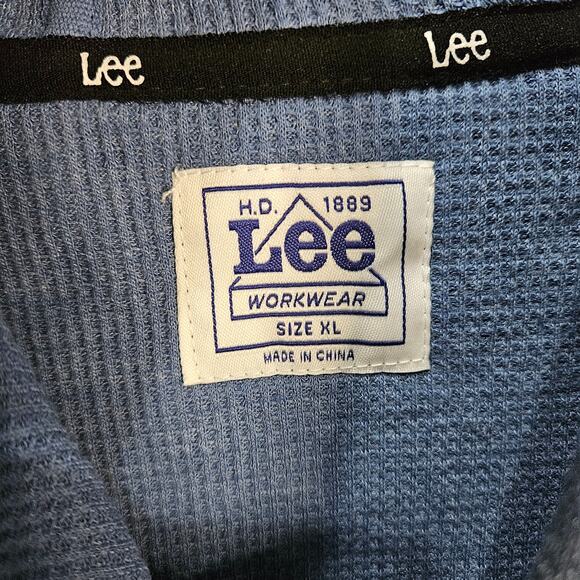 Lee Lee
H.D. 1889
Lee
WORKWEAR
SIZE XL
MADE IN CHINA